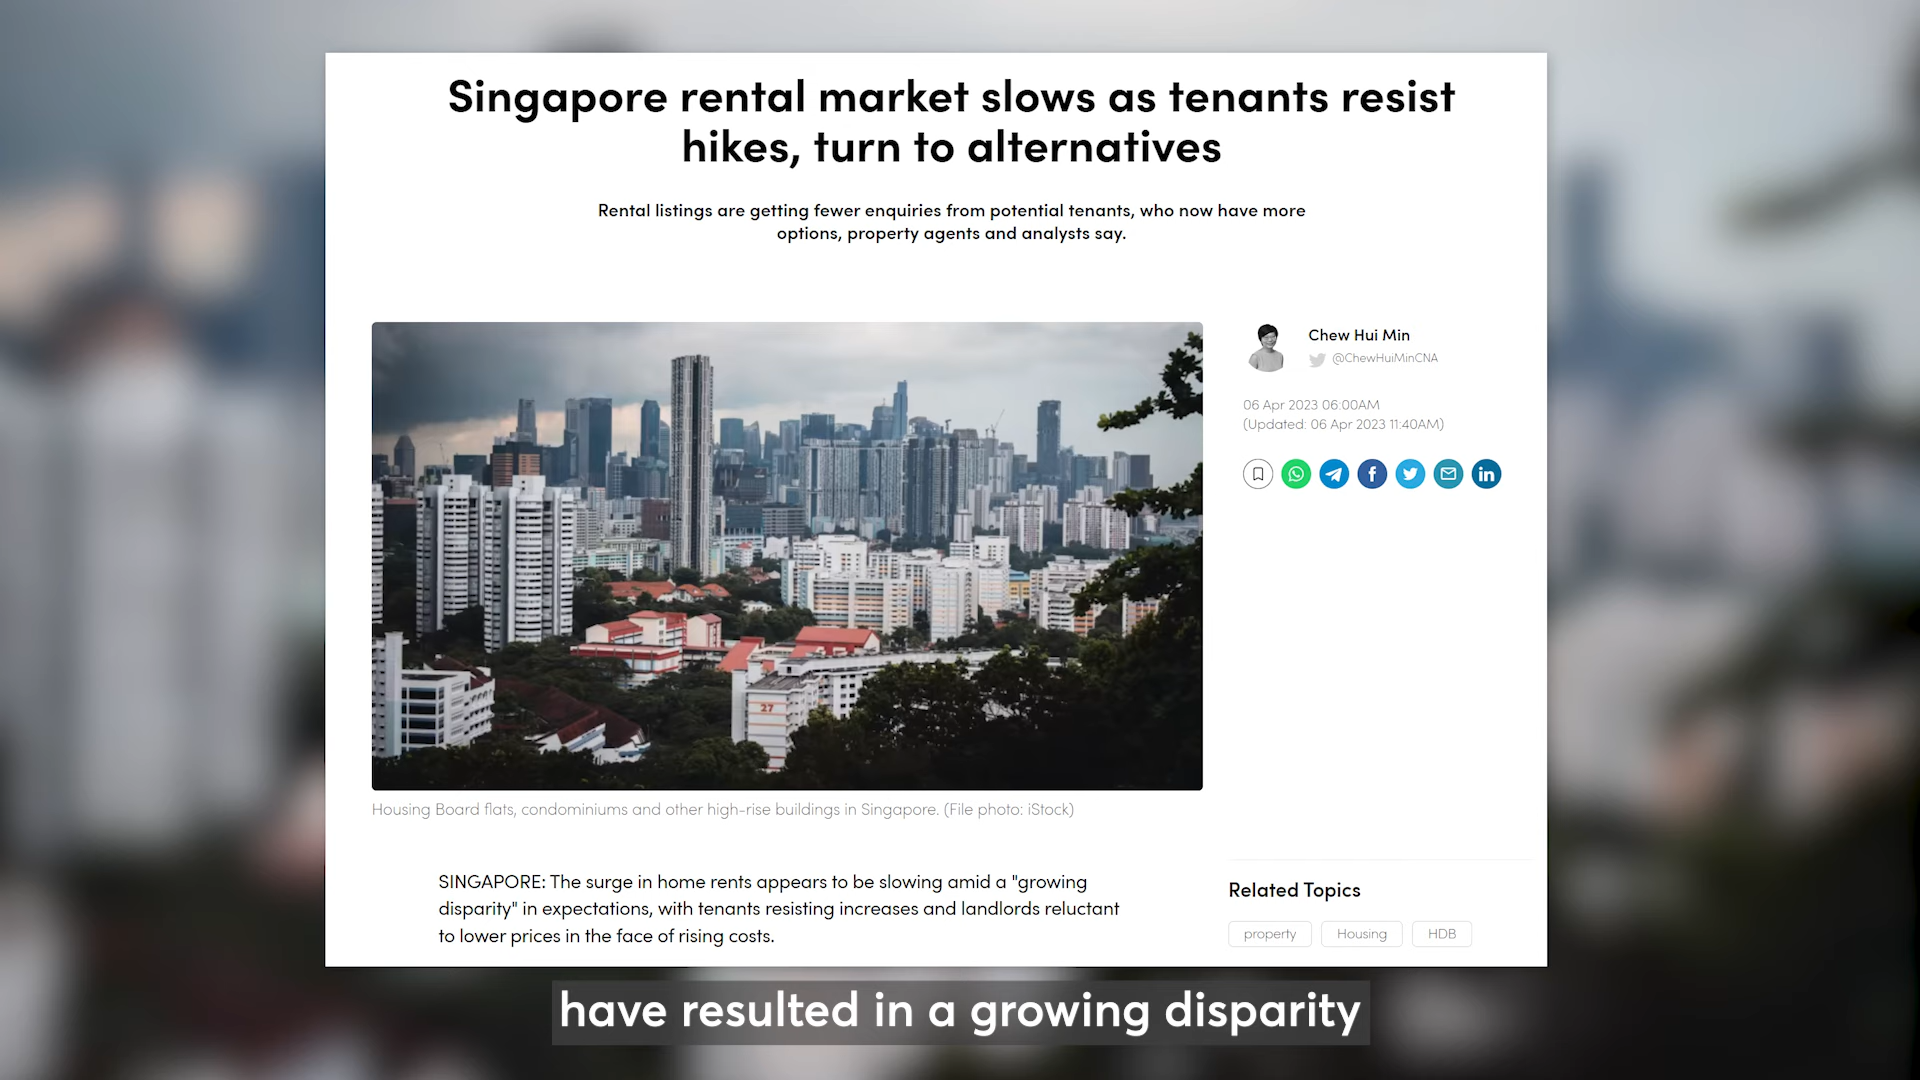 Singapore rental market slows as tenants resist
hikes, turn to alternatives
Rental listings are getting fewer enquiries from potential tenants, who now have more
options, property agents and analysts say.
Chew Hui Min
@ChewHuiMinCNA
06 Apr 2023 06:00AM
(Updated: 06 Apr 2023 11:40AM)
f
in
27
Housing Board flats, condominiums and other high-rise buildings in Singapore. (File photo: iStock)
SINGAPORE: The surge in home rents appears to be slowing amid a "growing
disparity" in expectations, with tenants resisting increases and landlords reluctant
to lower prices in the face of rising costs.
Related Topics
property Housing HDB
have resulted in a growing disparity